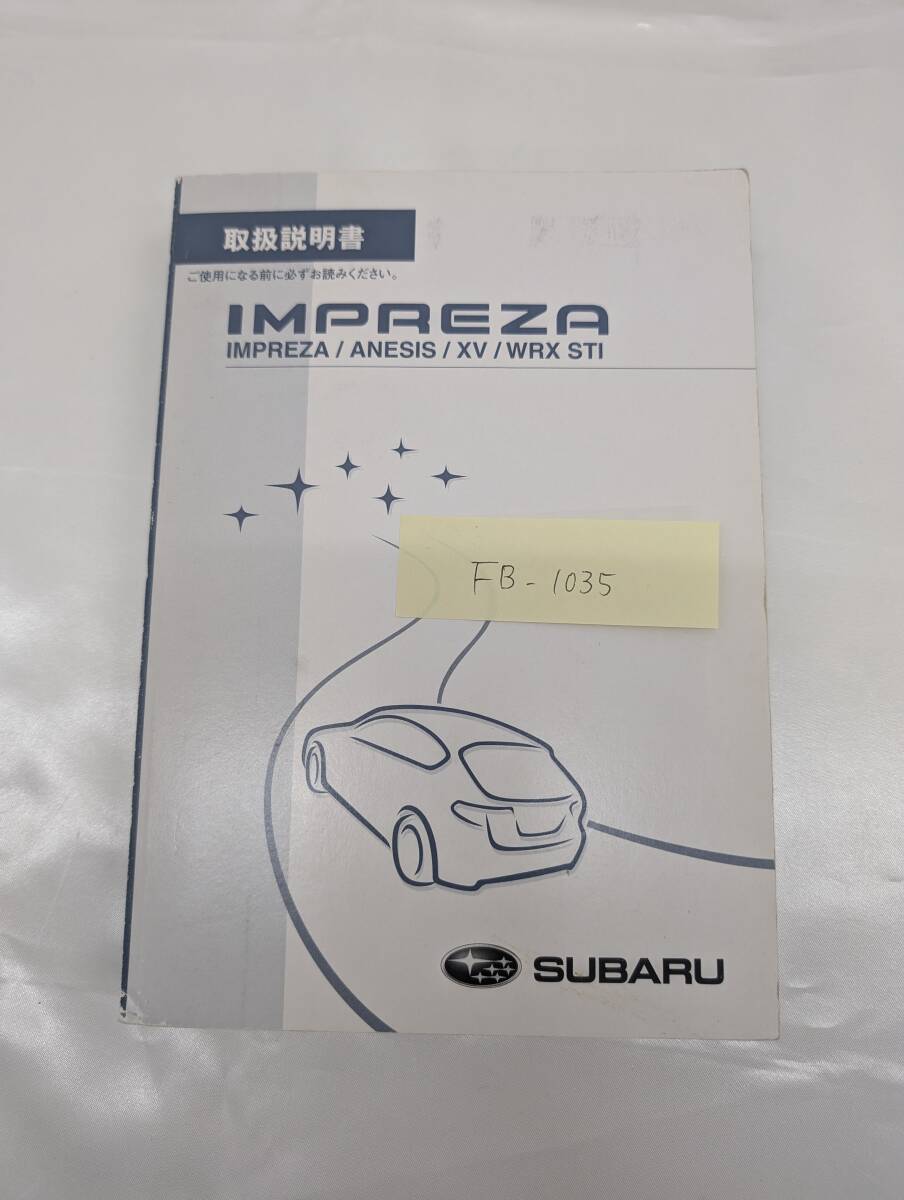 取扱説明書
ご使用になる前に必ずお読みください。
IMPREZA
IMPREZA / ANESIS / XV / WRX STI
FB-1035
SUBARU